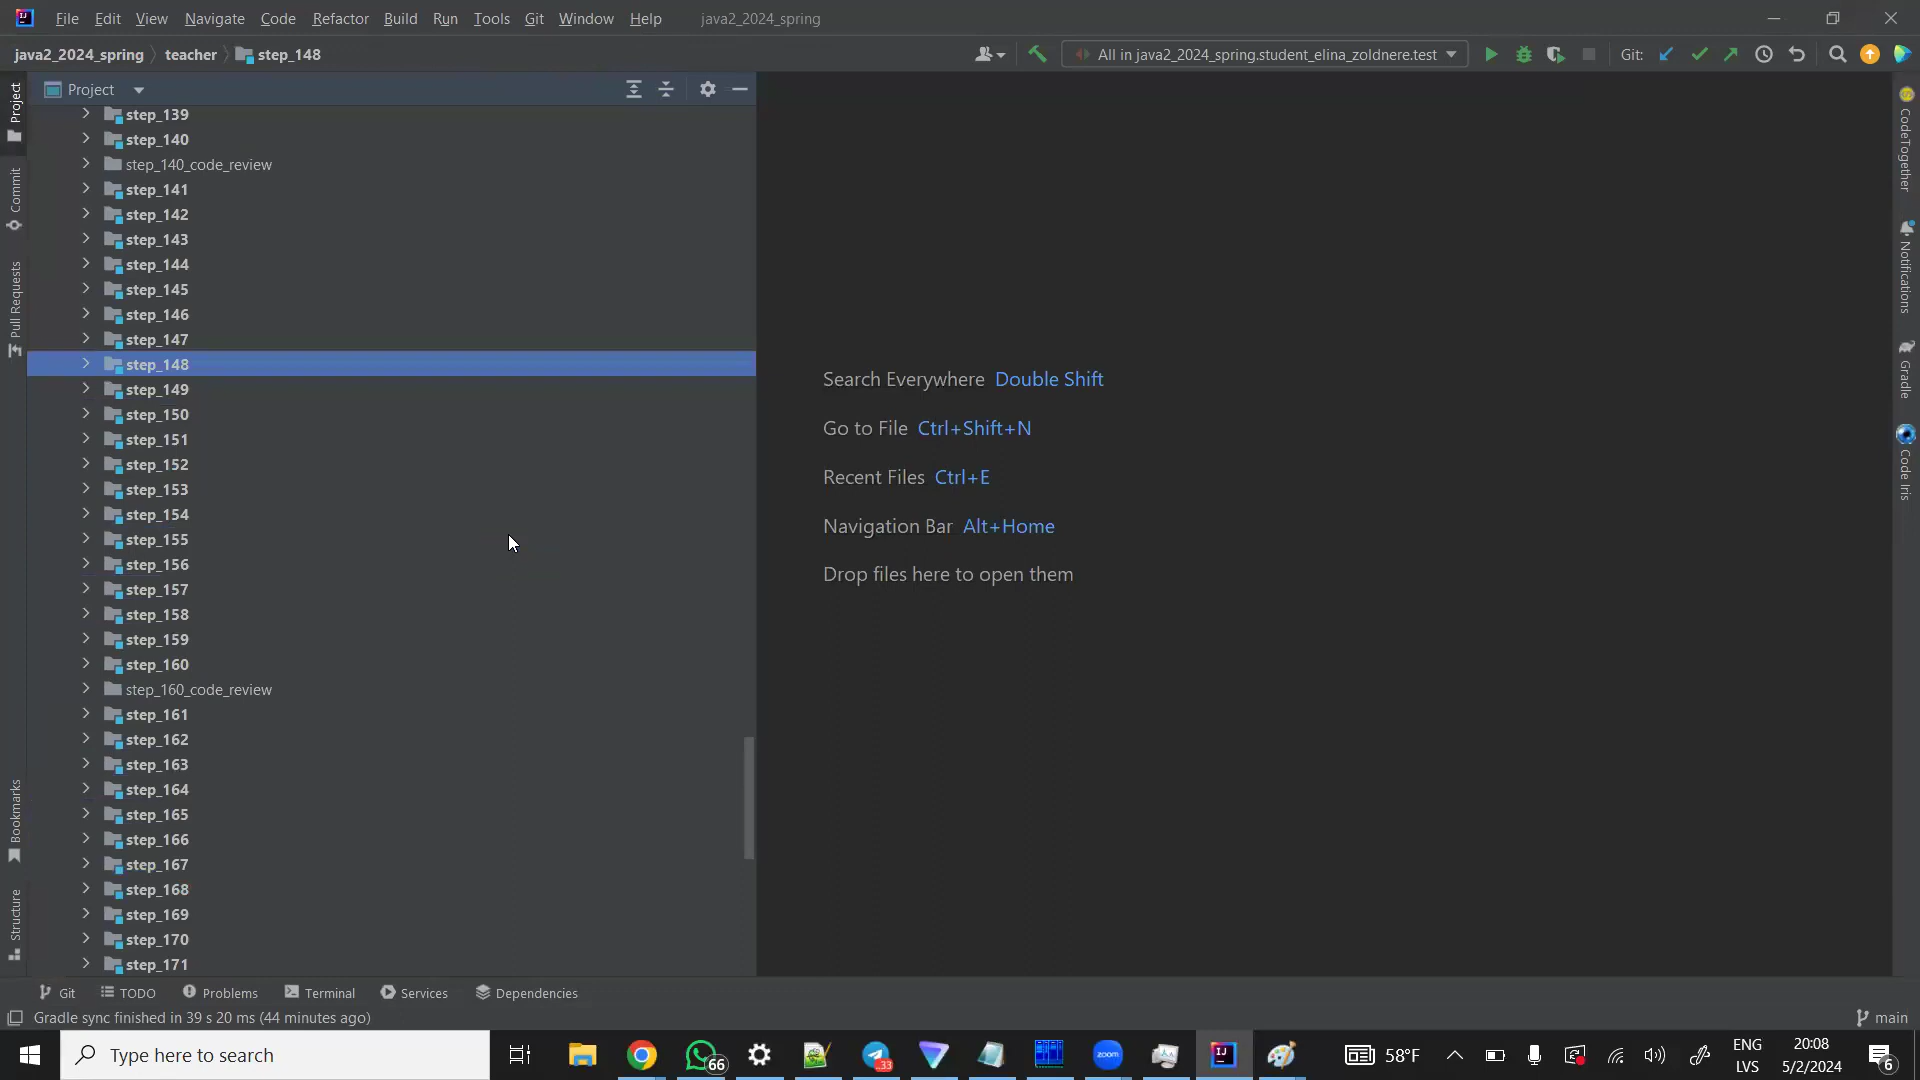 File Edit View Navigate Code Refactor Build Run Tools Git Window Help java2_2024_spring
java2_2024_spring teacher step_148 All in java2_2024_spring.student_elina_zoldnere.test Git:
Project
step_139
step_140
step_140_code_review
step_141
step_142
step_143
step_144
step_145
step_146
step_147
step_148
step_149
step_150
step_151
step_152
step_153
step_154
step_155
step_156
step_157
step_158
step_159
step_160
step_160_code_review
step_161
step_162
step_163
step_164
step_165
step_166
step_167
step_168
step_169
step_170
step_171
Project
Commit
Pull Requests
Bookmarks
Structure
Search Everywhere Double Shift
Go to File Ctrl+Shift+N
Recent Files Ctrl+E
Navigation Bar Alt+Home
Drop files here to open them
CodeTogether
Notifications
Gradle
Code Iris
Git TODO Problems Terminal Services Dependencies
Gradle sync finished in 39 s 20 ms (44 minutes ago) main
Type here to search 66 33 zoom IJ 58°F ENG 20:08
LVS 5/2/2024 6